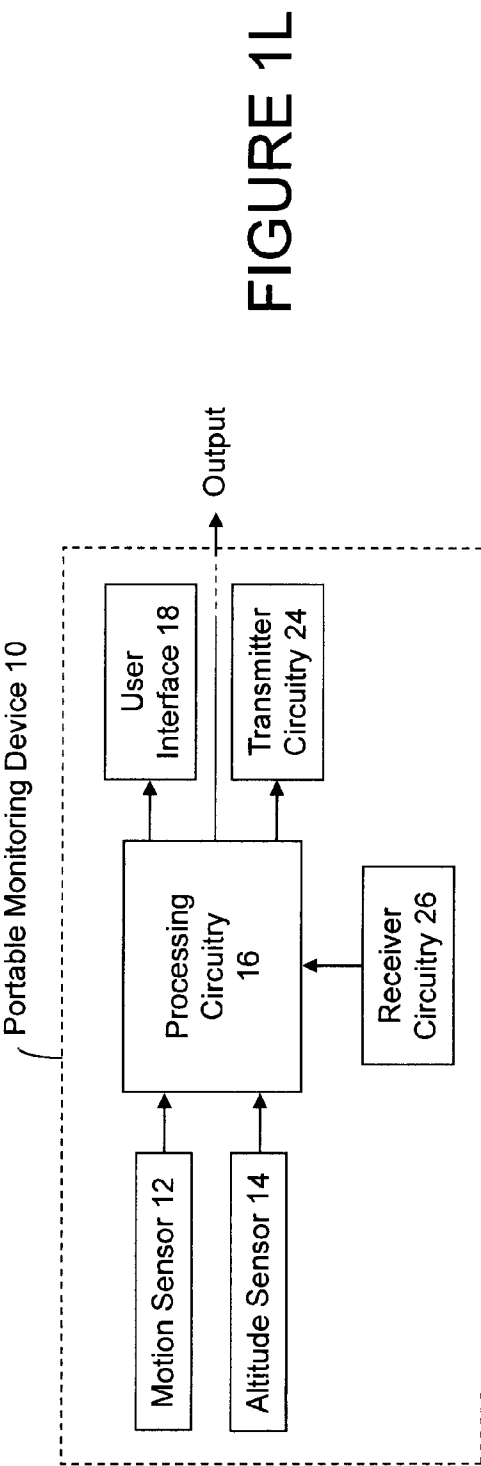 Portable Monitoring Device 10
Motion Sensor 12
Altitude Sensor 14
Processing
Circuitry
16
User
Interface 18
Transmitter
Circuitry 24
Receiver
Circuitry 26
Output
FIGURE 1L